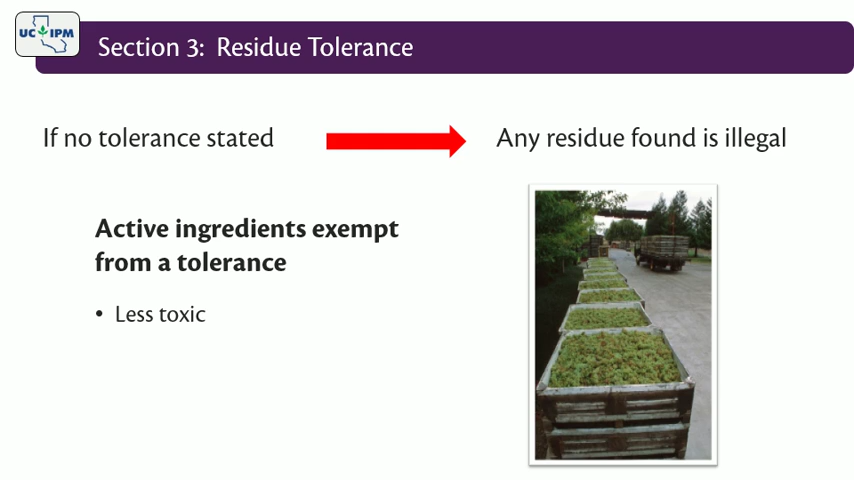 UC IPM
Section 3: Residue Tolerance
If no tolerance stated
Any residue found is illegal
Active ingredients exempt
from a tolerance
• Less toxic